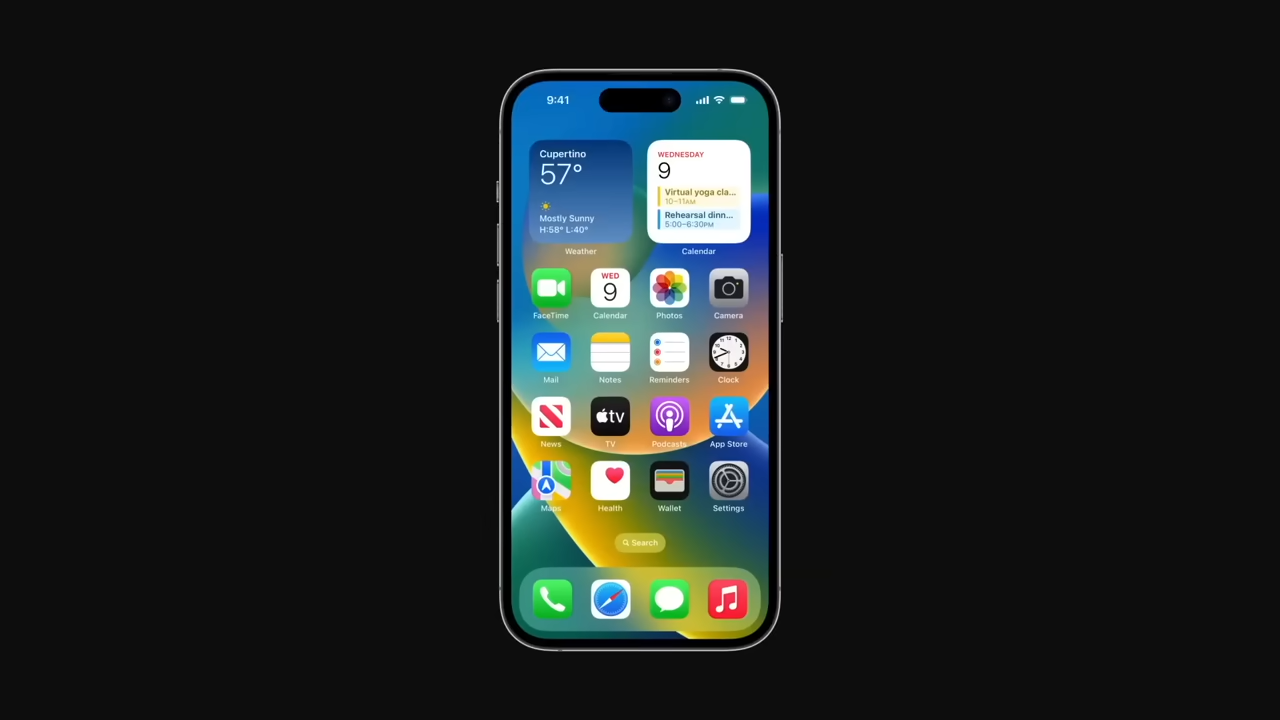 9:41
Cupertino
57°
Mostly Sunny
H:58° L:40°
Weather
WEDNESDAY
9
Virtual yoga cla...
10–11AM
Rehearsal dinn...
5:00–6:30PM
Calendar
FaceTime
WED
9
Calendar
Photos
Camera
Mail
Notes
Reminders
Clock
News
tv
TV
Podcasts
App Store
Maps
Health
Wallet
Settings
Search